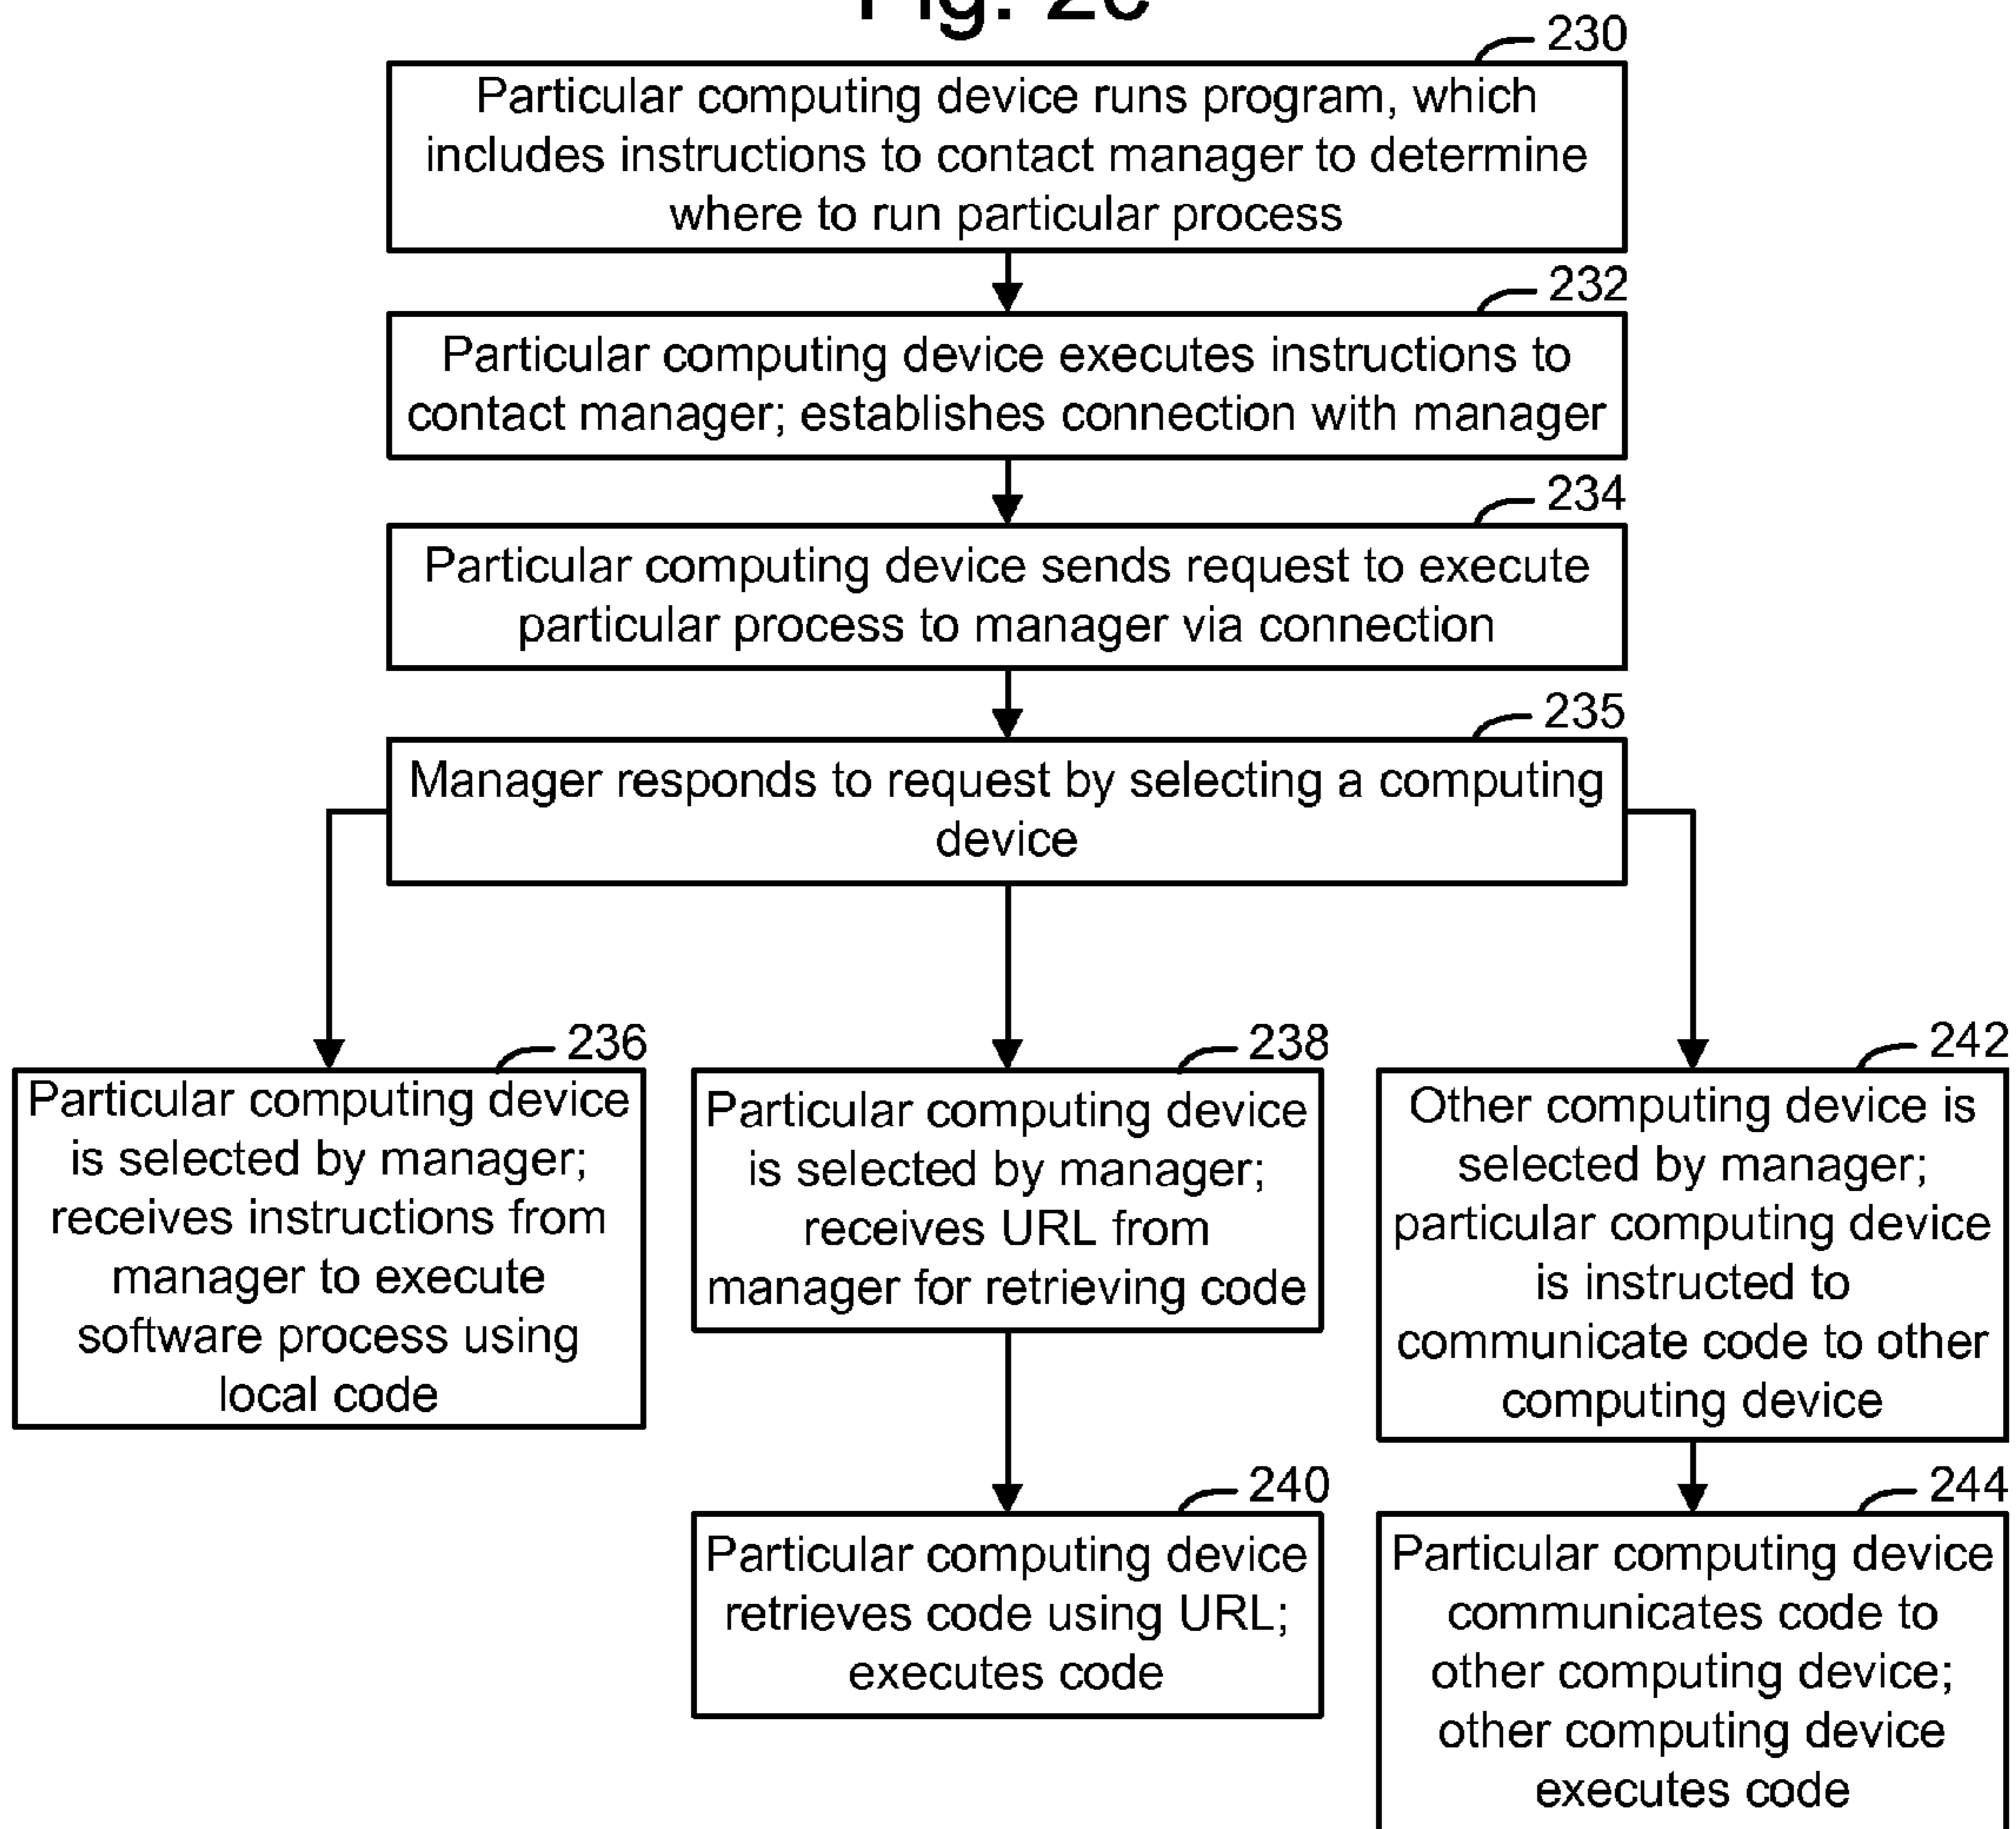 Fig. 2c
230
Particular computing device runs program, which
includes instructions to contact manager to determine
where to run particular process
232
Particular computing device executes instructions to
contact manager; establishes connection with manager
234
Particular computing device sends request to execute
particular process to manager via connection
235
Manager responds to request by selecting a computing
device
236
Particular computing device
is selected by manager;
receives instructions from
manager to execute
software process using
local code
238
Particular computing device
is selected by manager;
receives URL from
manager for retrieving code
242
Other computing device is
selected by manager;
particular computing device
is instructed to
communicate code to other
computing device
240
Particular computing device
retrieves code using URL;
executes code
244
Particular computing device
communicates code to
other computing device;
other computing device
executes code